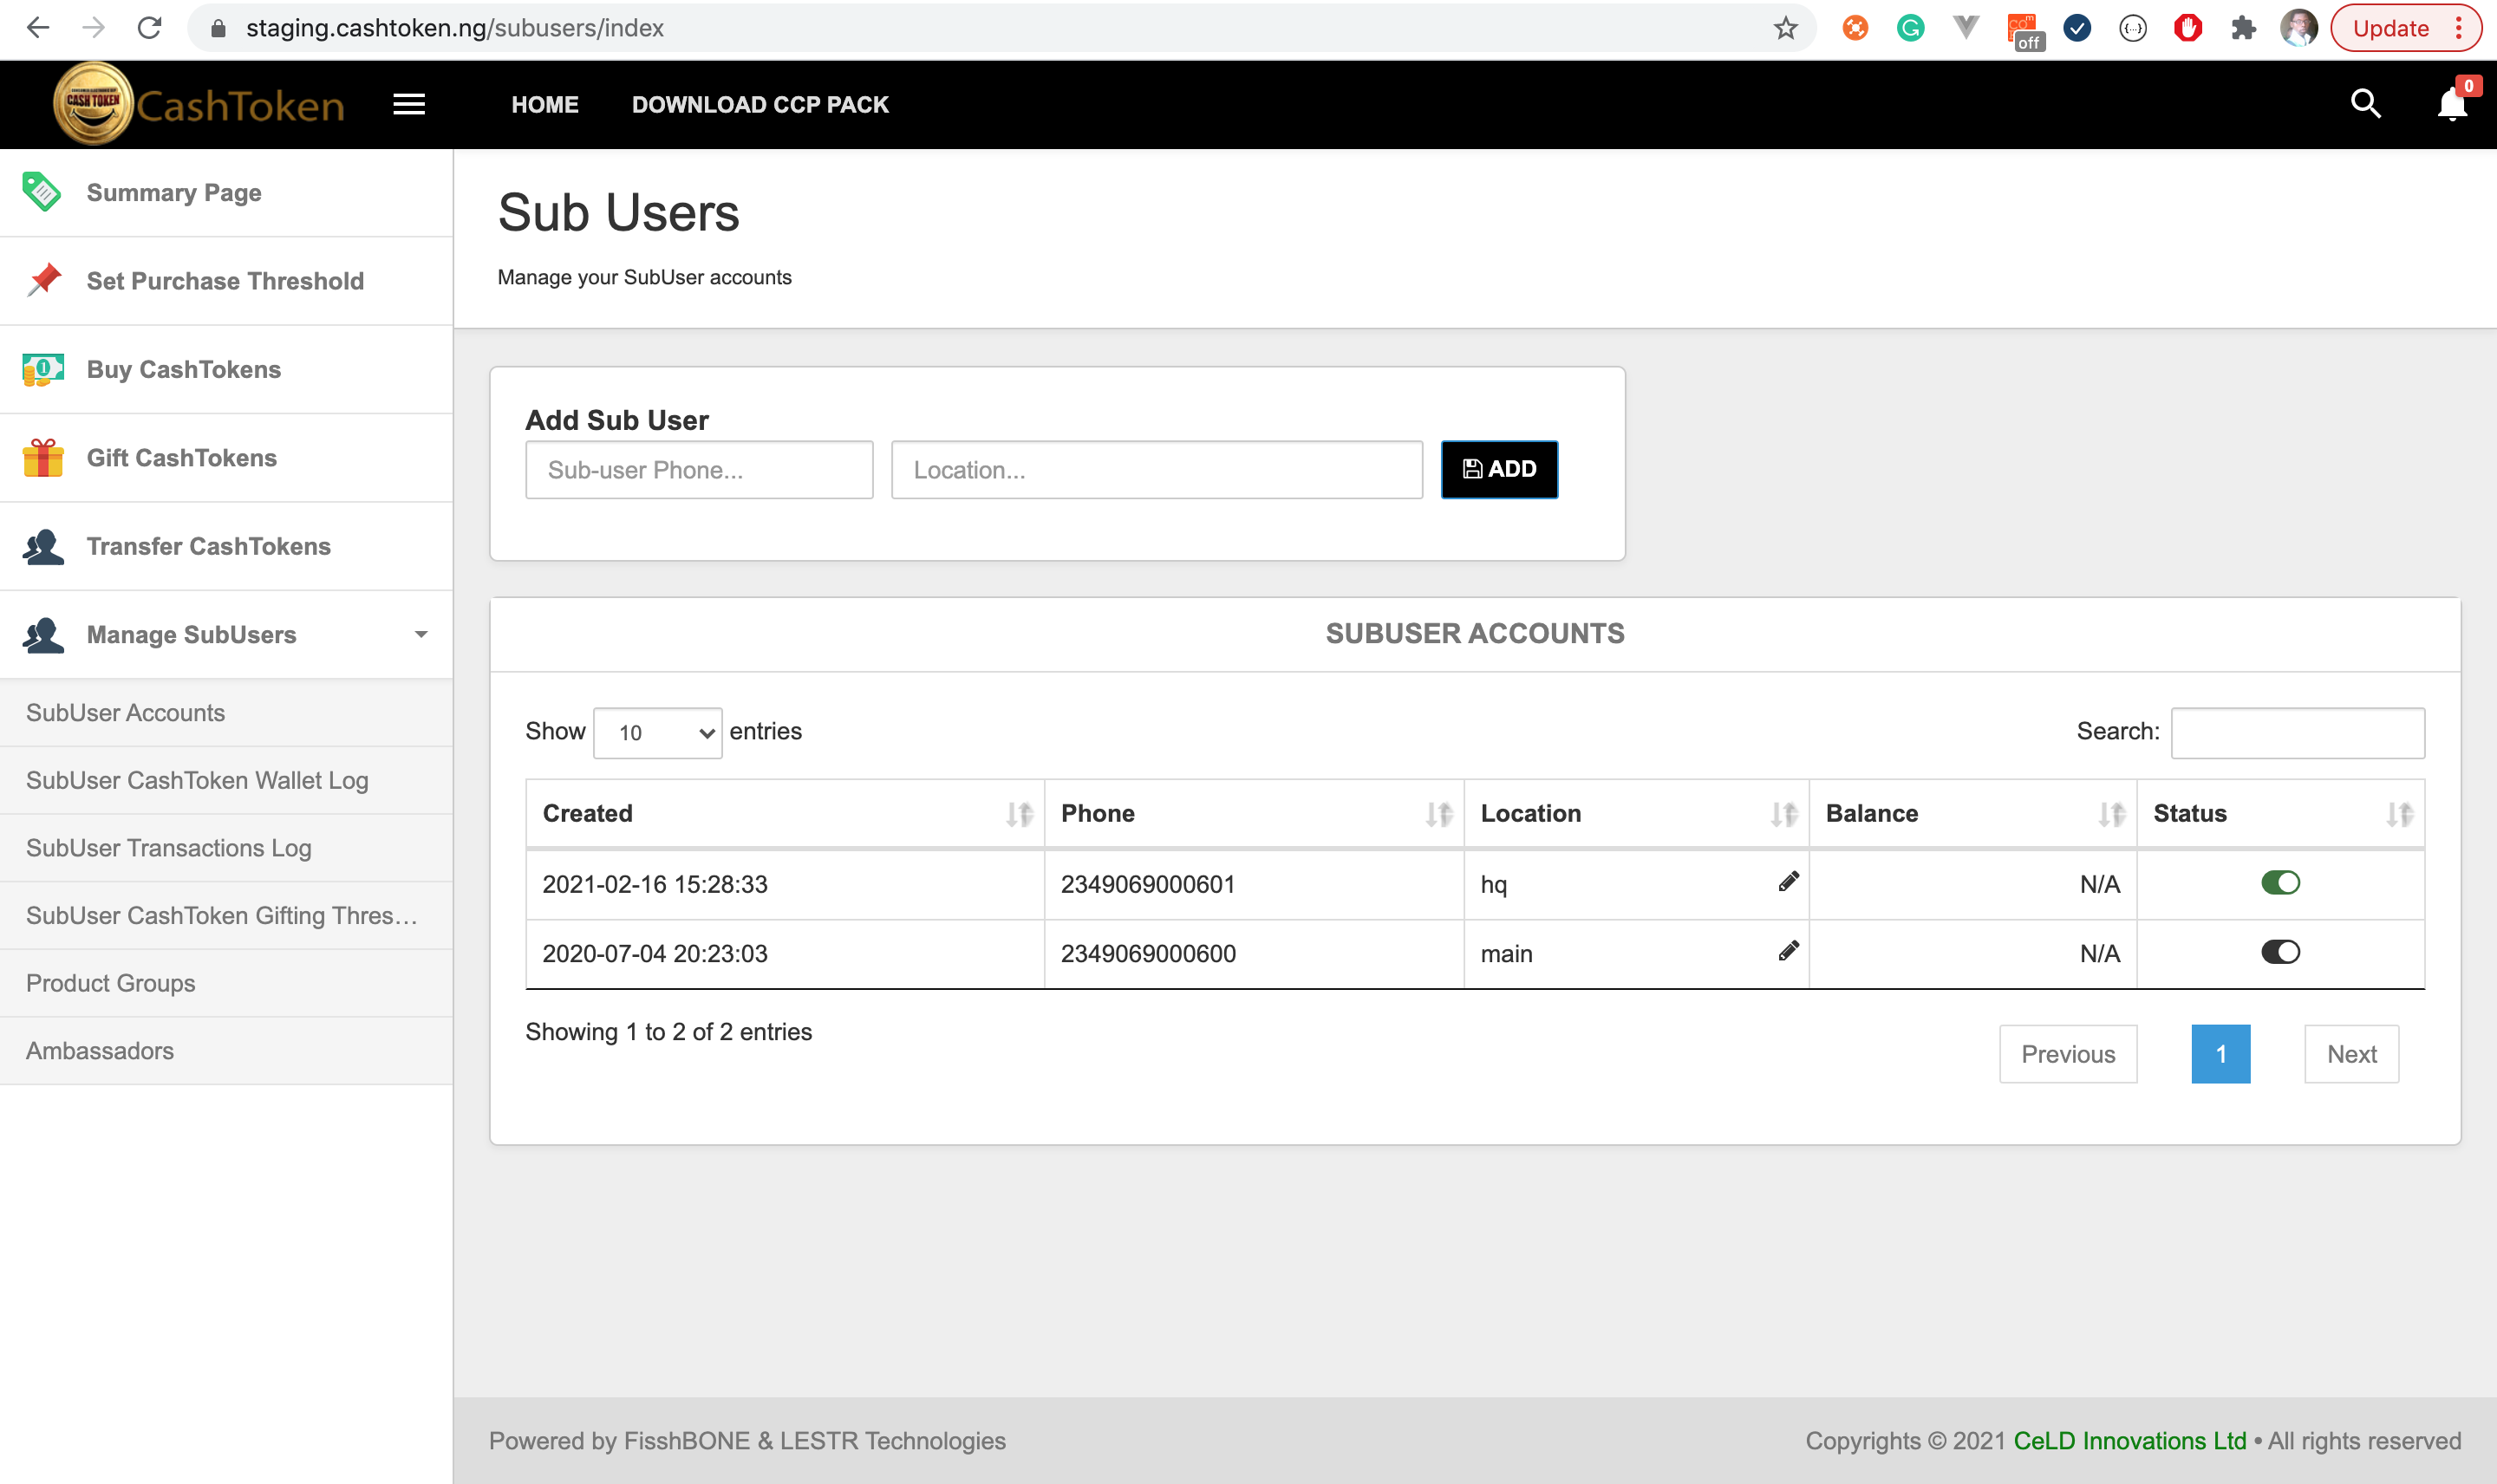 staging.cashtoken.ng/subusers/index
off
Update
CASH TOKEN
CashToken
HOME
DOWNLOAD CCP PACK
0
Summary Page
Set Purchase Threshold
Buy CashTokens
Gift CashTokens
Transfer CashTokens
Manage SubUsers
SubUser Accounts
SubUser CashToken Wallet Log
SubUser Transactions Log
SubUser CashToken Gifting Thres...
Product Groups
Ambassadors
Sub Users
Manage your SubUser accounts
Add Sub User
Sub-user Phone...
Location...
ADD
SUBUSER ACCOUNTS
Show 10 entries
Search:
Created Phone Location Balance Status
2021-02-16 15:28:33 2349069000601 hq N/A
2020-07-04 20:23:03 2349069000600 main N/A
Showing 1 to 2 of 2 entries
Previous 1 Next
Powered by FisshBONE & LESTR Technologies
Copyrights © 2021 CeLD Innovations Ltd • All rights reserved